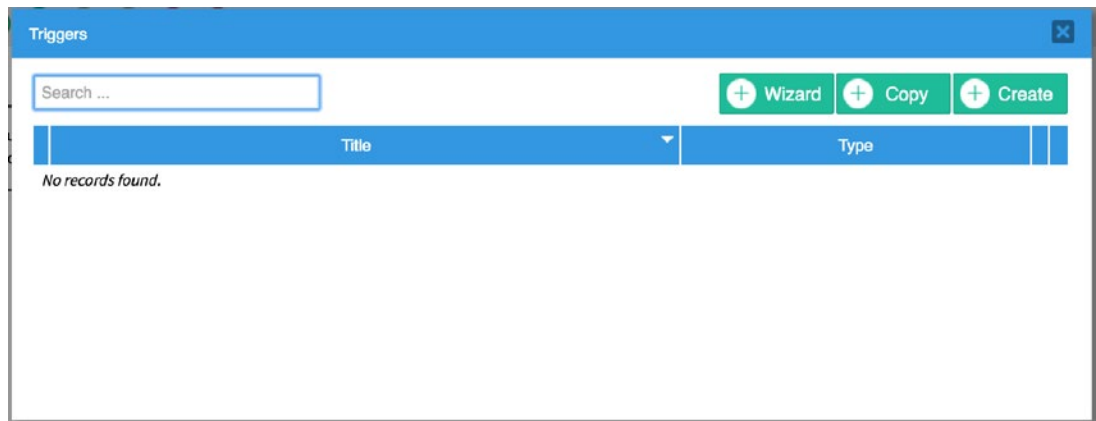 Triggers
Search ...
Wizard Copy Create
Title Type
No records found.